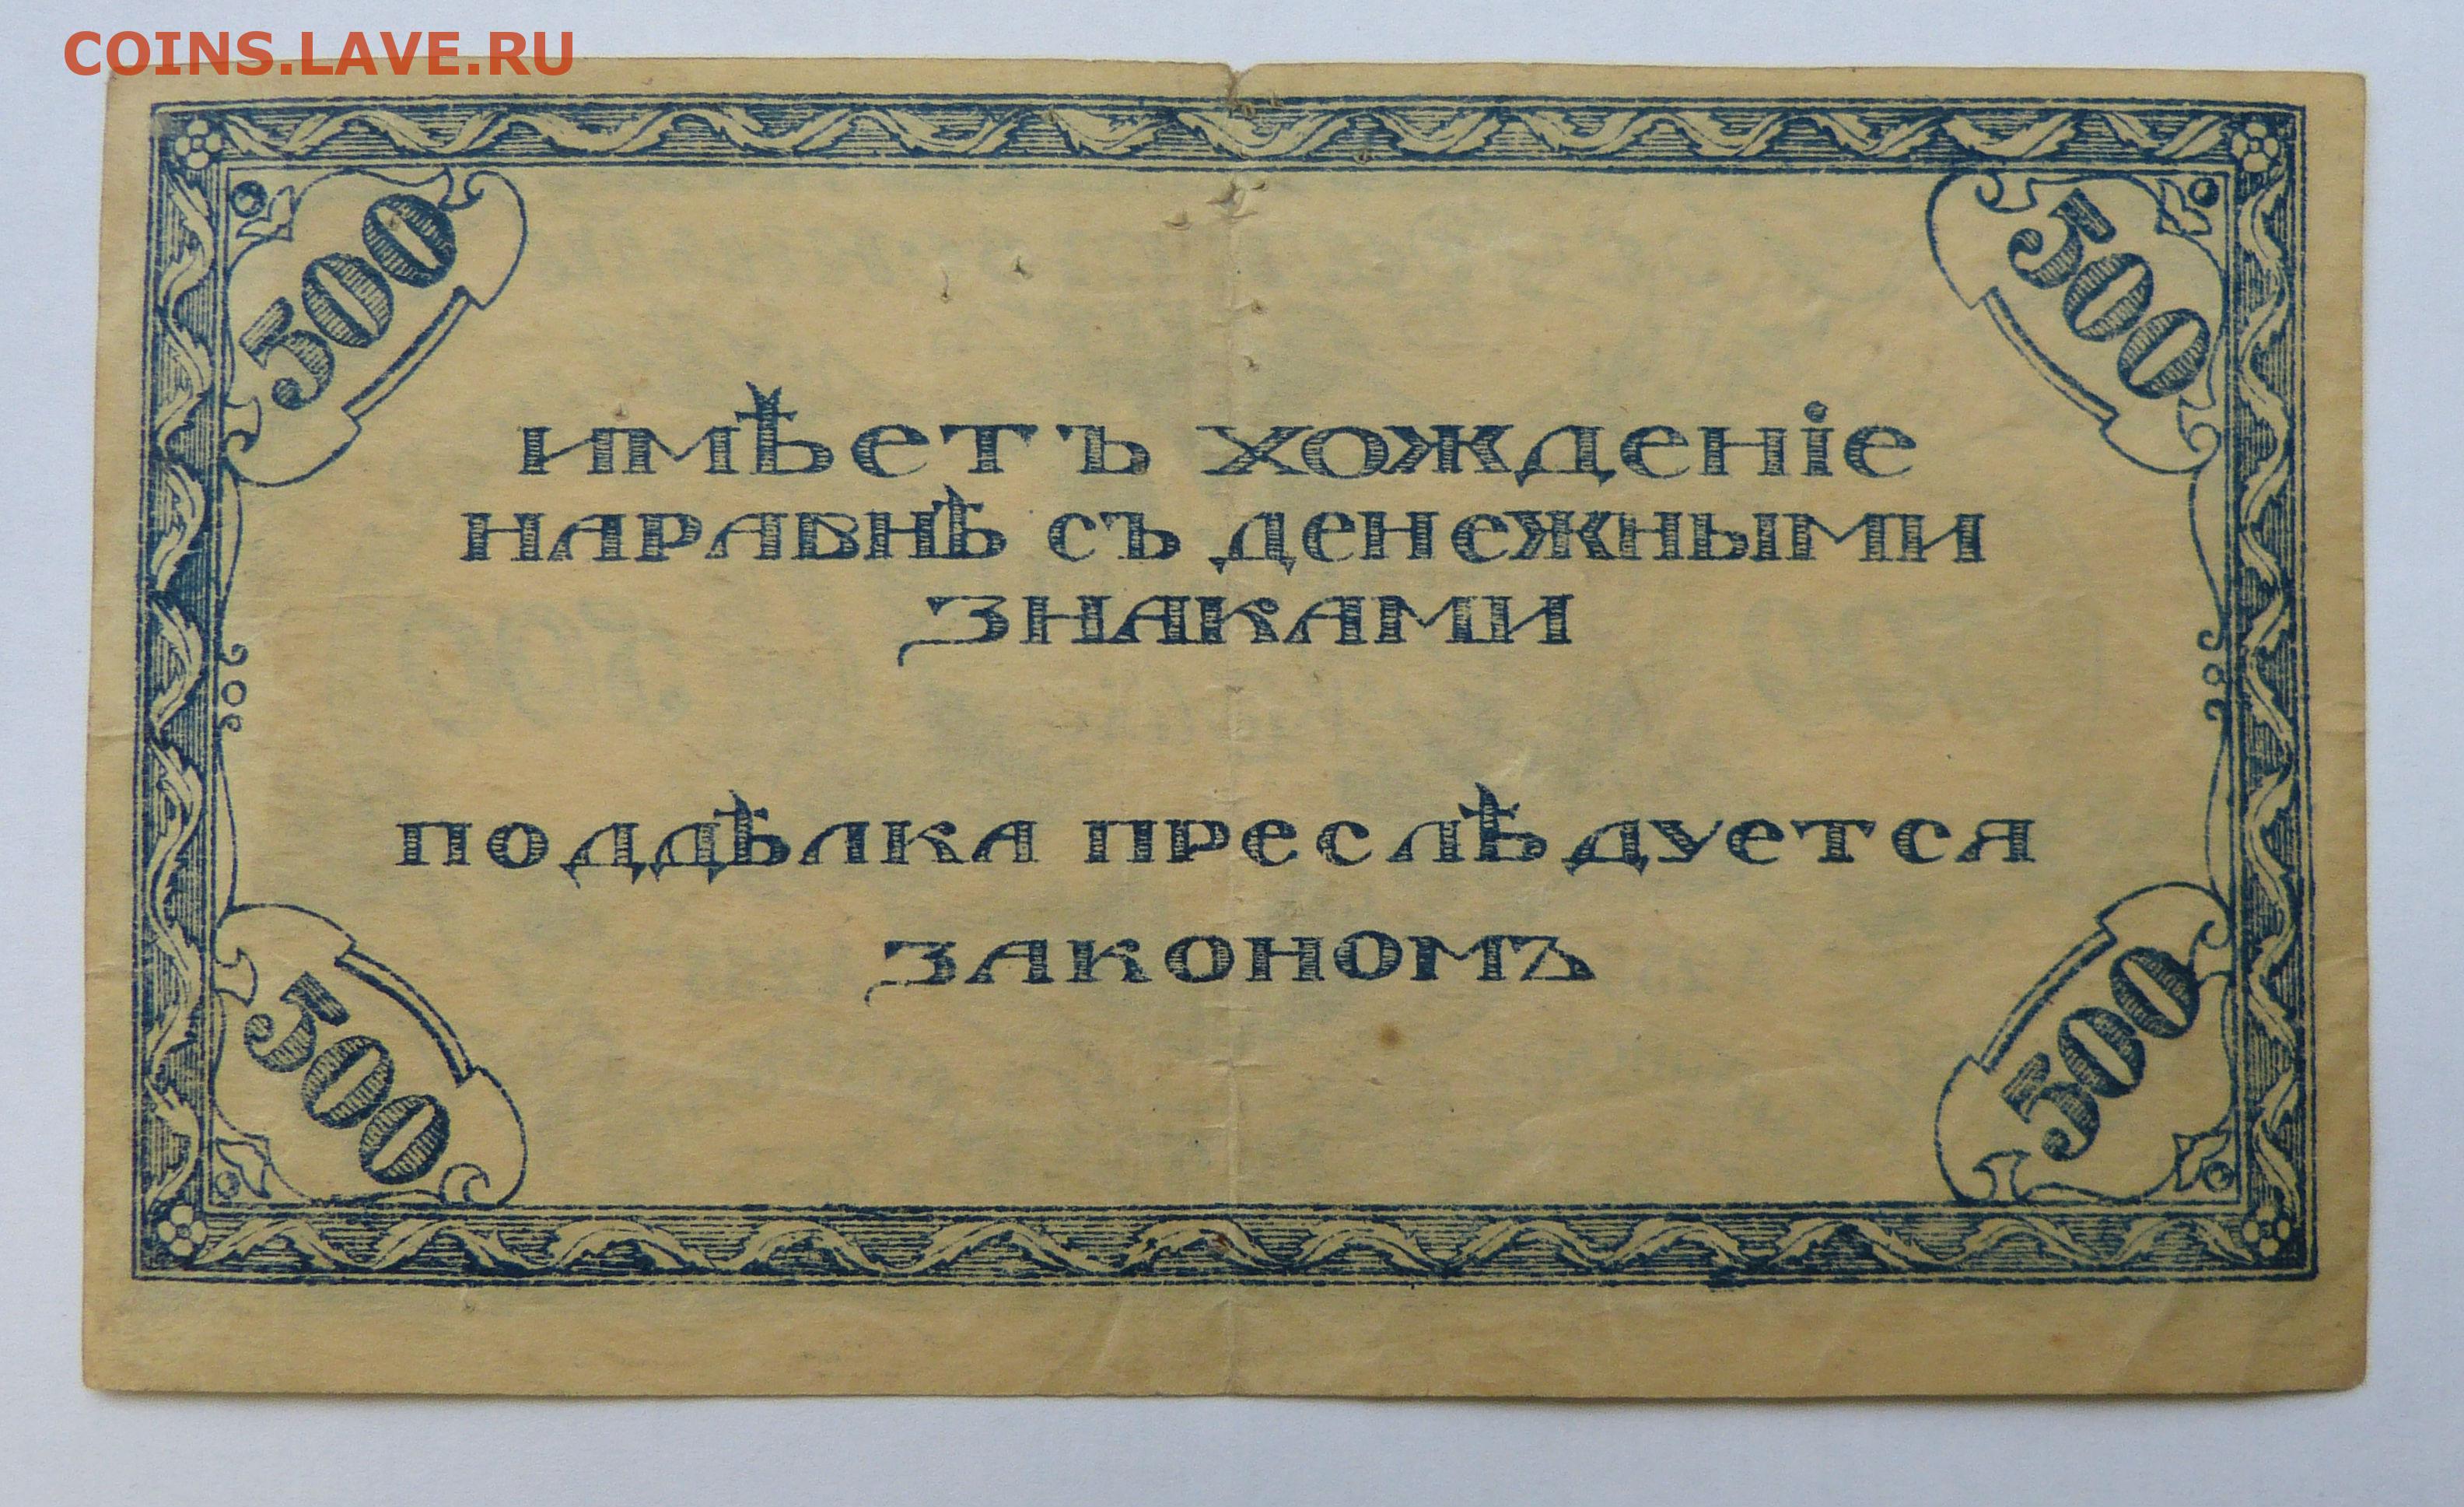 COINS.LAVE.RU
500 500
имѣетъ хожденіе
наравнѣ съ денежными
знаками
поддѣлка преслѣдуется
закономъ
500 500